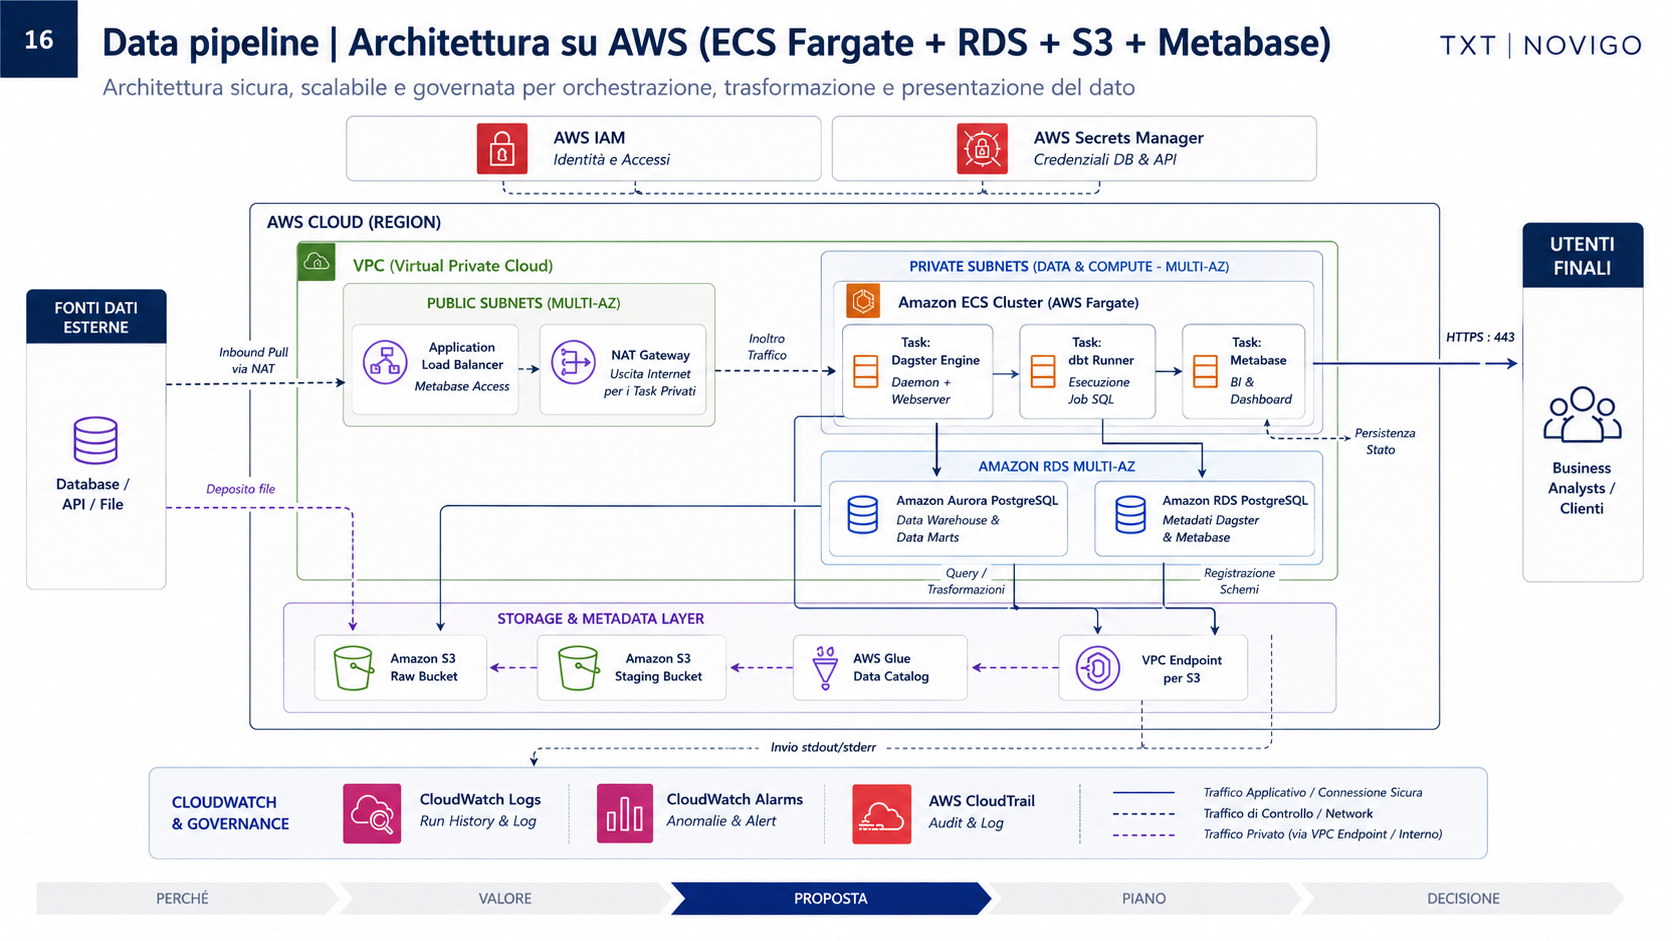 16
Data pipeline | Architettura su AWS (ECS Fargate + RDS + S3 + Metabase)
TXT | NOVIGO
Architettura sicura, scalabile e governata per orchestrazione, trasformazione e presentazione del dato
AWS IAM
Identità e Accessi
AWS Secrets Manager
Credenziali DB & API
AWS CLOUD (REGION)
VPC (Virtual Private Cloud)
PUBLIC SUBNETS (MULTI-AZ)
Application
Load Balancer
Metabase Access
NAT Gateway
Uscita Internet
per i Task Privati
Inoltro
Traffico
PRIVATE SUBNETS (DATA & COMPUTE - MULTI-AZ)
Amazon ECS Cluster (AWS Fargate)
Task:
Dagster Engine
Daemon +
Webserver
Task:
dbt Runner
Esecuzione
Job SQL
Task:
Metabase
BI &
Dashboard
Persistenza
Stato
AMAZON RDS MULTI-AZ
Amazon Aurora PostgreSQL
Data Warehouse &
Data Marts
Amazon RDS PostgreSQL
Metadati Dagster
& Metabase
Query /
Trasformazioni
Registrazione
Schemi
FONTI DATI
ESTERNE
Database /
API / File
Inbound Pull
via NAT
Deposito file
HTTPS : 443
UTENTI
FINALI
Business
Analysts /
Clienti
STORAGE & METADATA LAYER
Amazon S3
Raw Bucket
Amazon S3
Staging Bucket
AWS Glue
Data Catalog
VPC Endpoint
per S3
Invio stdout/stderr
CLOUDWATCH
& GOVERNANCE
CloudWatch Logs
Run History & Log
CloudWatch Alarms
Anomalie & Alert
AWS CloudTrail
Audit & Log
Traffico Applicativo / Connessione Sicura
Traffico di Controllo / Network
Traffico Privato (via VPC Endpoint / Interno)
PERCHÉ
VALORE
PROPOSTA
PIANO
DECISIONE